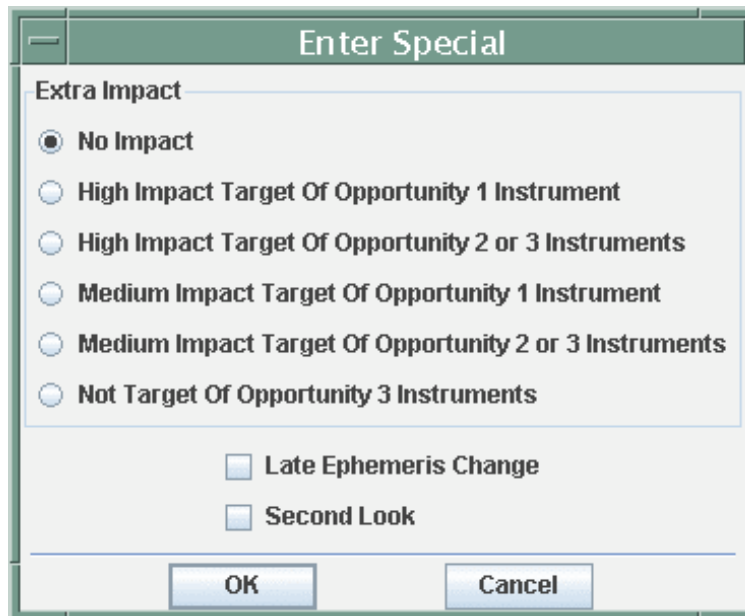 Enter Special
Extra Impact
No Impact
High Impact Target Of Opportunity 1 Instrument
High Impact Target Of Opportunity 2 or 3 Instruments
Medium Impact Target Of Opportunity 1 Instrument
Medium Impact Target Of Opportunity 2 or 3 Instruments
Not Target Of Opportunity 3 Instruments
Late Ephemeris Change
Second Look
OK Cancel